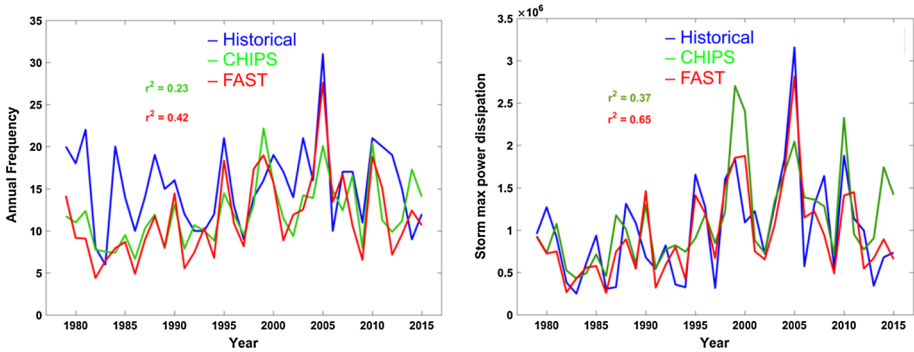 35
30
25
20
15
10
5
0
Annual Frequency
Historical
CHIPS
FAST
r² = 0.23
r² = 0.42
1980 1985 1990 1995 2000 2005 2010 2015
Year
×10⁶
3.5
3
2.5
2
1.5
1
0.5
0
Storm max power dissipation
Historical
CHIPS
FAST
r² = 0.37
r² = 0.65
1980 1985 1990 1995 2000 2005 2010 2015
Year